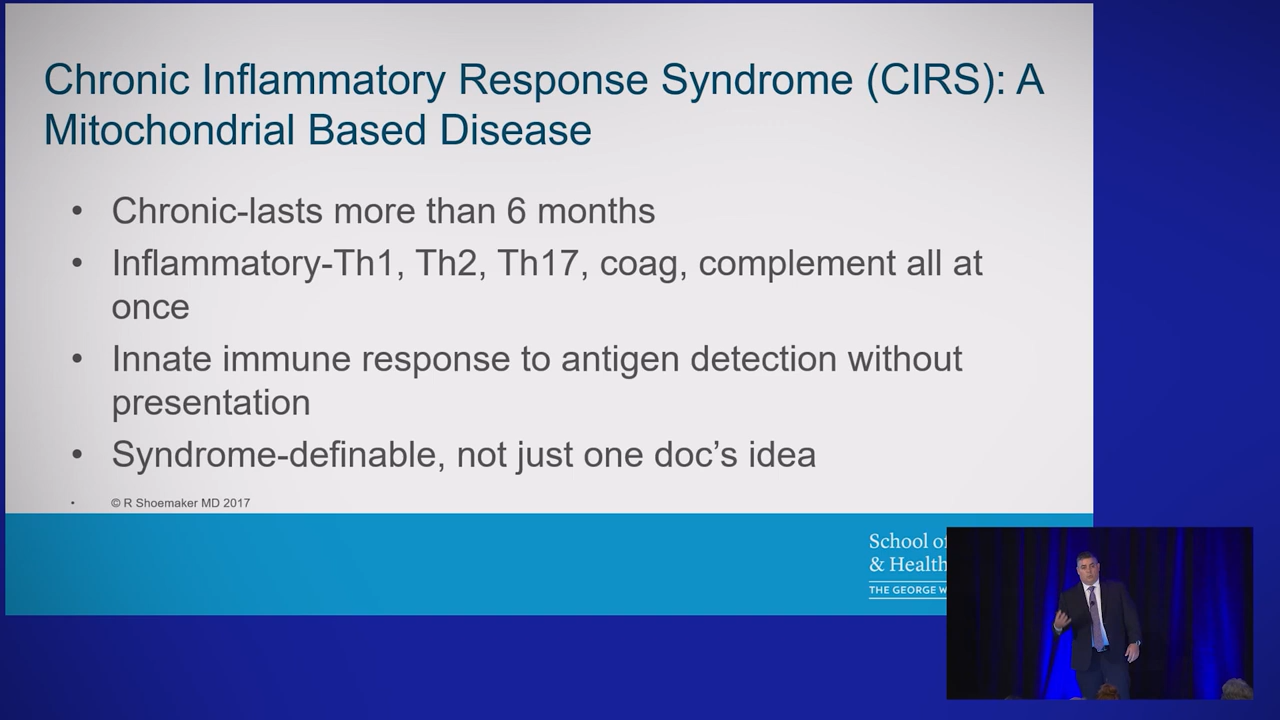 Chronic Inflammatory Response Syndrome (CIRS): A
Mitochondrial Based Disease
• Chronic-lasts more than 6 months
• Inflammatory-Th1, Th2, Th17, coag, complement all at
once
• Innate immune response to antigen detection without
presentation
• Syndrome-definable, not just one doc’s idea
• © R Shoemaker MD 2017
School
& Health
THE GEORGE